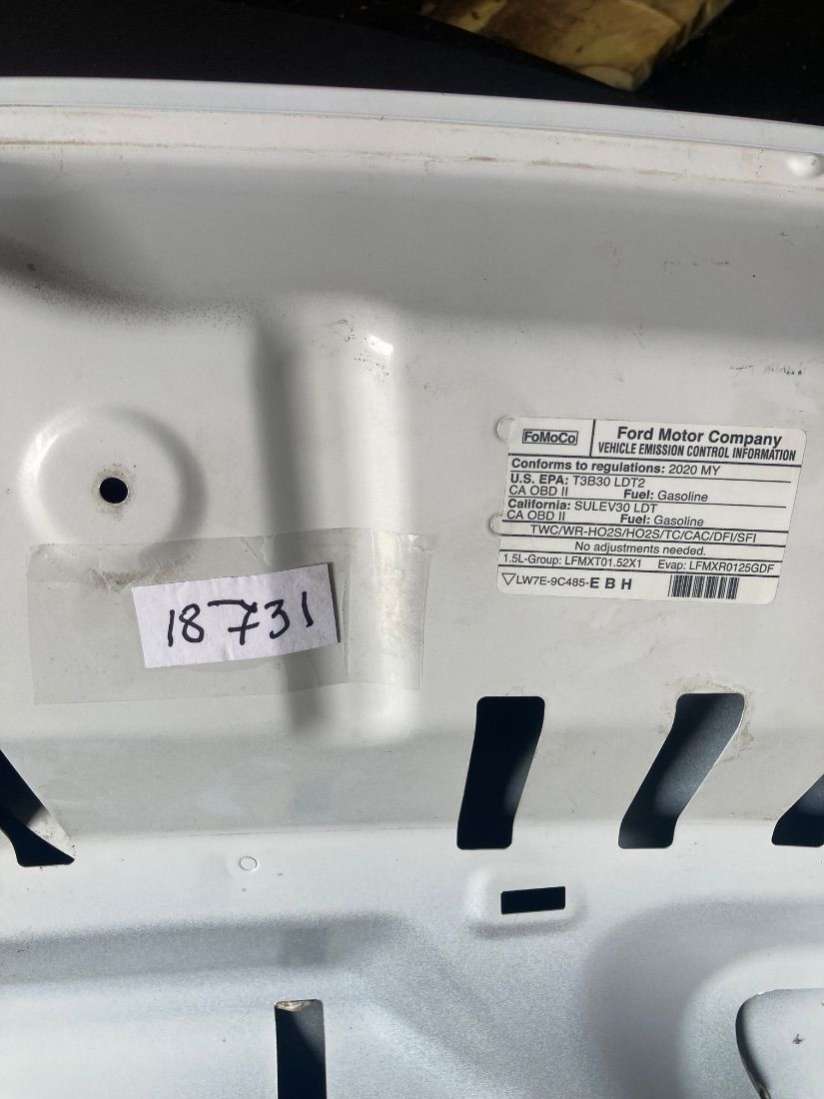 FoMoCo
Ford Motor Company
VEHICLE EMISSION CONTROL INFORMATION
Conforms to regulations: 2020 MY
U.S. EPA: T3B30 LDT2
CA OBD II Fuel: Gasoline
California: SULEV30 LDT
CA OBD II Fuel: Gasoline
TWC/WR-HO2S/HO2S/TC/CAC/DFI/SFI
No adjustments needed.
1.5L-Group: LFMXT01.52X1 Evap: LFMXR0125GDF
LW7E-9C485-E B H
18731